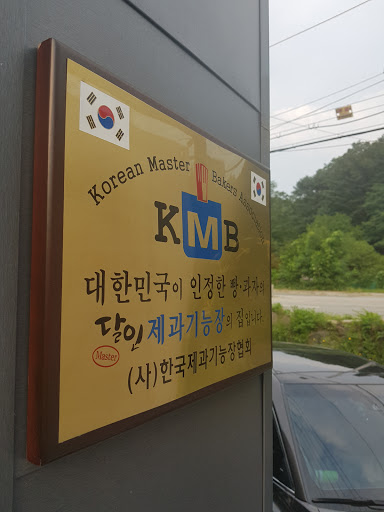 Korean Master Bakers Association
KMB
대한민국이 인정한 빵·과자의
달인 제과기능장의 집입니다.
Master
(사)한국제과기능장협회